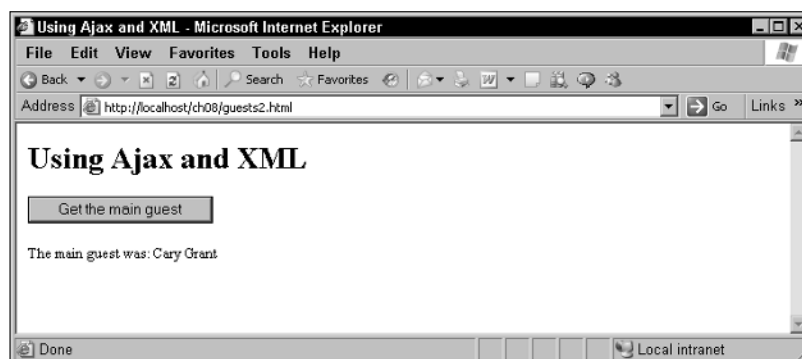 Using Ajax and XML - Microsoft Internet Explorer
File Edit View Favorites Tools Help
Back Search Favorites
Address http://localhost/ch08/guests2.html Go Links »
Using Ajax and XML
Get the main guest
The main guest was: Cary Grant
Done Local intranet